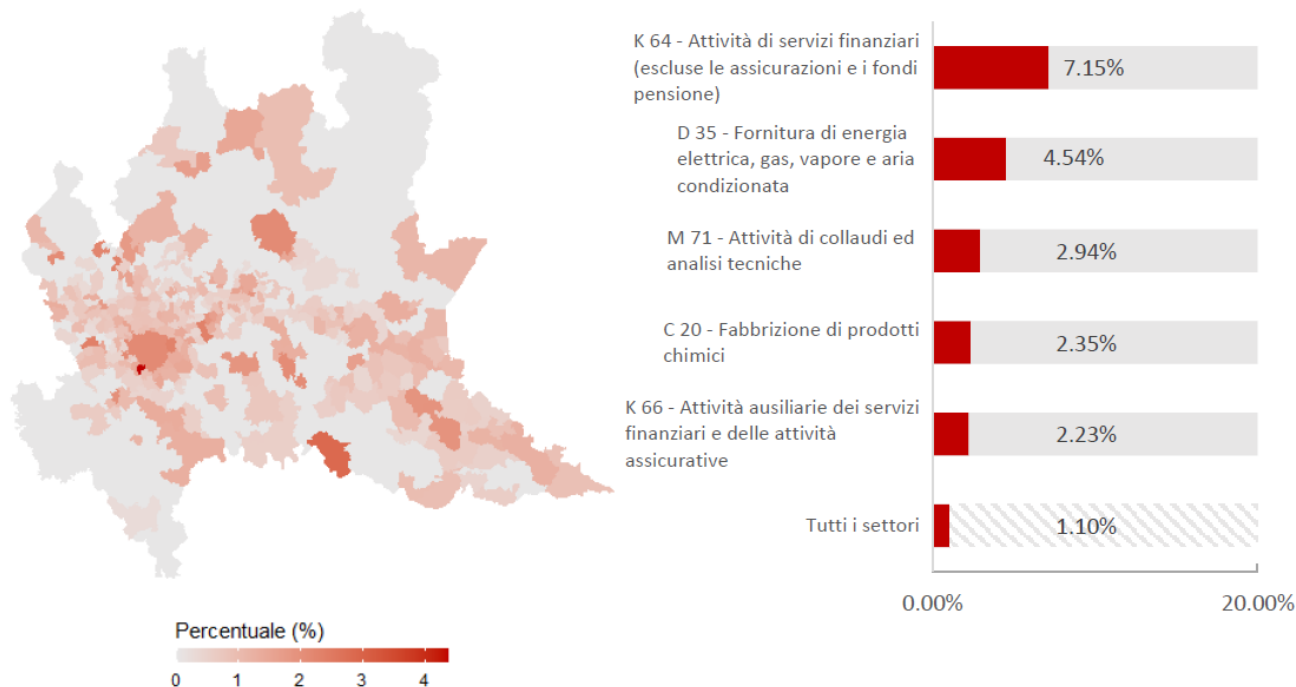 K 64 - Attività di servizi finanziari
(escluse le assicurazioni e i fondi
pensione)
7.15%
D 35 - Fornitura di energia
elettrica, gas, vapore e aria
condizionata
4.54%
M 71 - Attività di collaudi ed
analisi tecniche
2.94%
C 20 - Fabbrizione di prodotti
chimici
2.35%
K 66 - Attività ausiliarie dei servizi
finanziari e delle attività
assicurative
2.23%
Tutti i settori
1.10%
0.00%
20.00%
Percentuale (%)
0 1 2 3 4